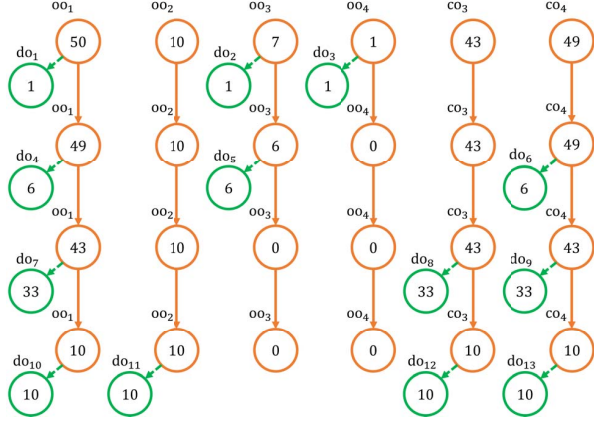 oo₁ oo₂ oo₃ oo₄ co₃ co₄
50 10 7 1 43 49
do₁ do₂ do₃
1 1 1
oo₁ oo₂ oo₃ oo₄ co₃ co₄
49 10 6 0 43 49
do₄ do₅ do₆
6 6 6
oo₁ oo₂ oo₃ oo₄ co₃ co₄
43 10 0 0 43 43
do₇ do₈ do₉
33 33 33
oo₁ oo₂ oo₃ oo₄ co₃ co₄
10 10 0 0 10 10
do₁₀ do₁₁ do₁₂ do₁₃
10 10 10 10